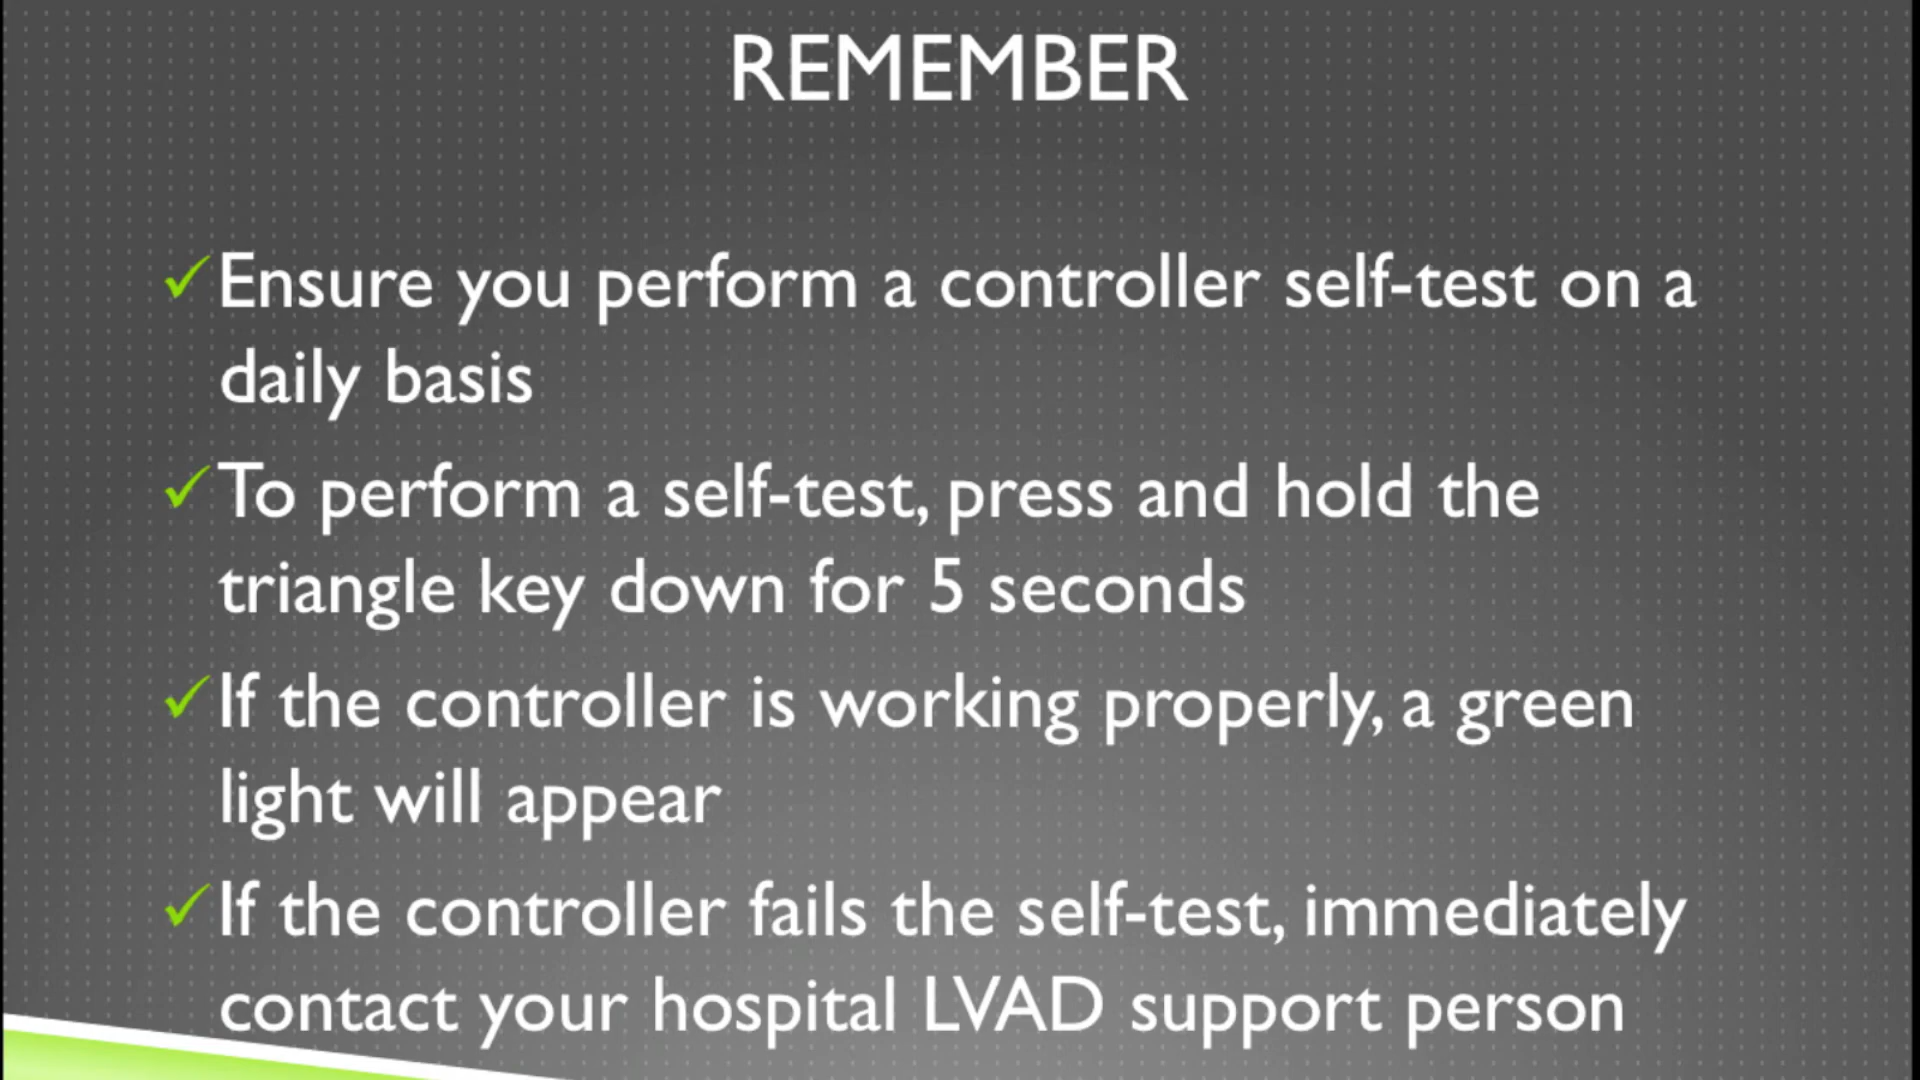 REMEMBER
Ensure you perform a controller self-test on a
daily basis
To perform a self-test, press and hold the
triangle key down for 5 seconds
If the controller is working properly, a green
light will appear
If the controller fails the self-test, immediately
contact your hospital LVAD support person